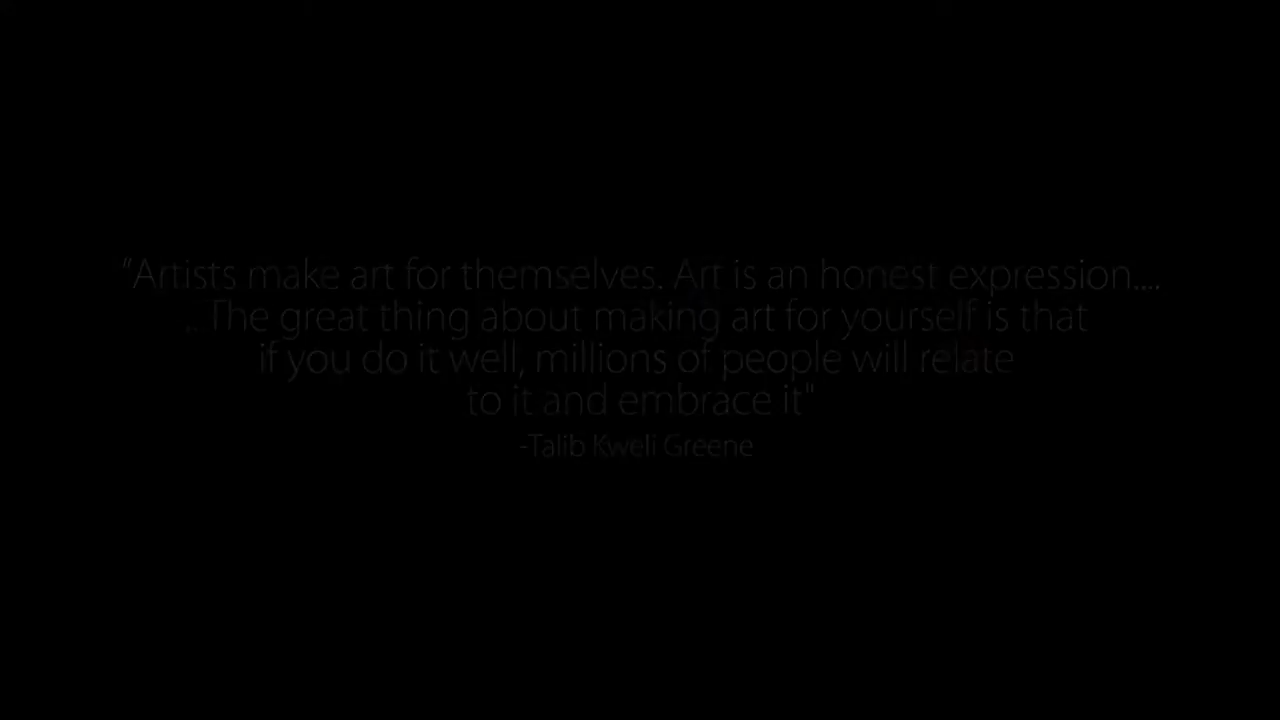 “Artists make art for themselves. Art is an honest expression....
...The great thing about making art for yourself is that
if you do it well, millions of people will relate
to it and embrace it"
-Talib Kweli Greene